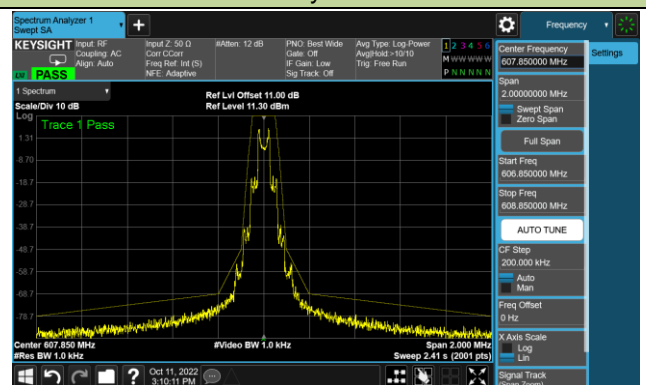 Spectrum Analyzer 1
Swept SA
+
Frequency
KEYSIGHT
Input: RF
Coupling: AC
Align: Auto
Input Z: 50 Ω
Corr CCorr
Freq Ref: Int (S)
NFE: Adaptive
#Atten: 12 dB
PNO: Best Wide
Gate: Off
IF Gain: Low
Sig Track: Off
Avg Type: Log-Power
Avg|Hold:>10/10
Trig: Free Run
1 2 3 4 5 6
M W W W W W
P N N N N N
PASS
Center Frequency
607.850000 MHz
Settings
Span
2.00000000 MHz
Swept Span
Zero Span
Full Span
Start Freq
606.850000 MHz
Stop Freq
608.850000 MHz
AUTO TUNE
CF Step
200.000 kHz
Auto
Man
Freq Offset
0 Hz
X Axis Scale
Log
Lin
Signal Track
1 Spectrum
Scale/Div 10 dB
Ref Lvl Offset 11.00 dB
Ref Level 11.30 dBm
Log
Trace 1 Pass
1.31
-8.70
-18.7
-28.7
-38.7
-48.7
-58.7
-68.7
-78.7
Center 607.850 MHz
#Res BW 1.0 kHz
#Video BW 1.0 kHz
Span 2.000 MHz
Sweep 2.41 s (2001 pts)
?
Oct 11, 2022
3:10:11 PM